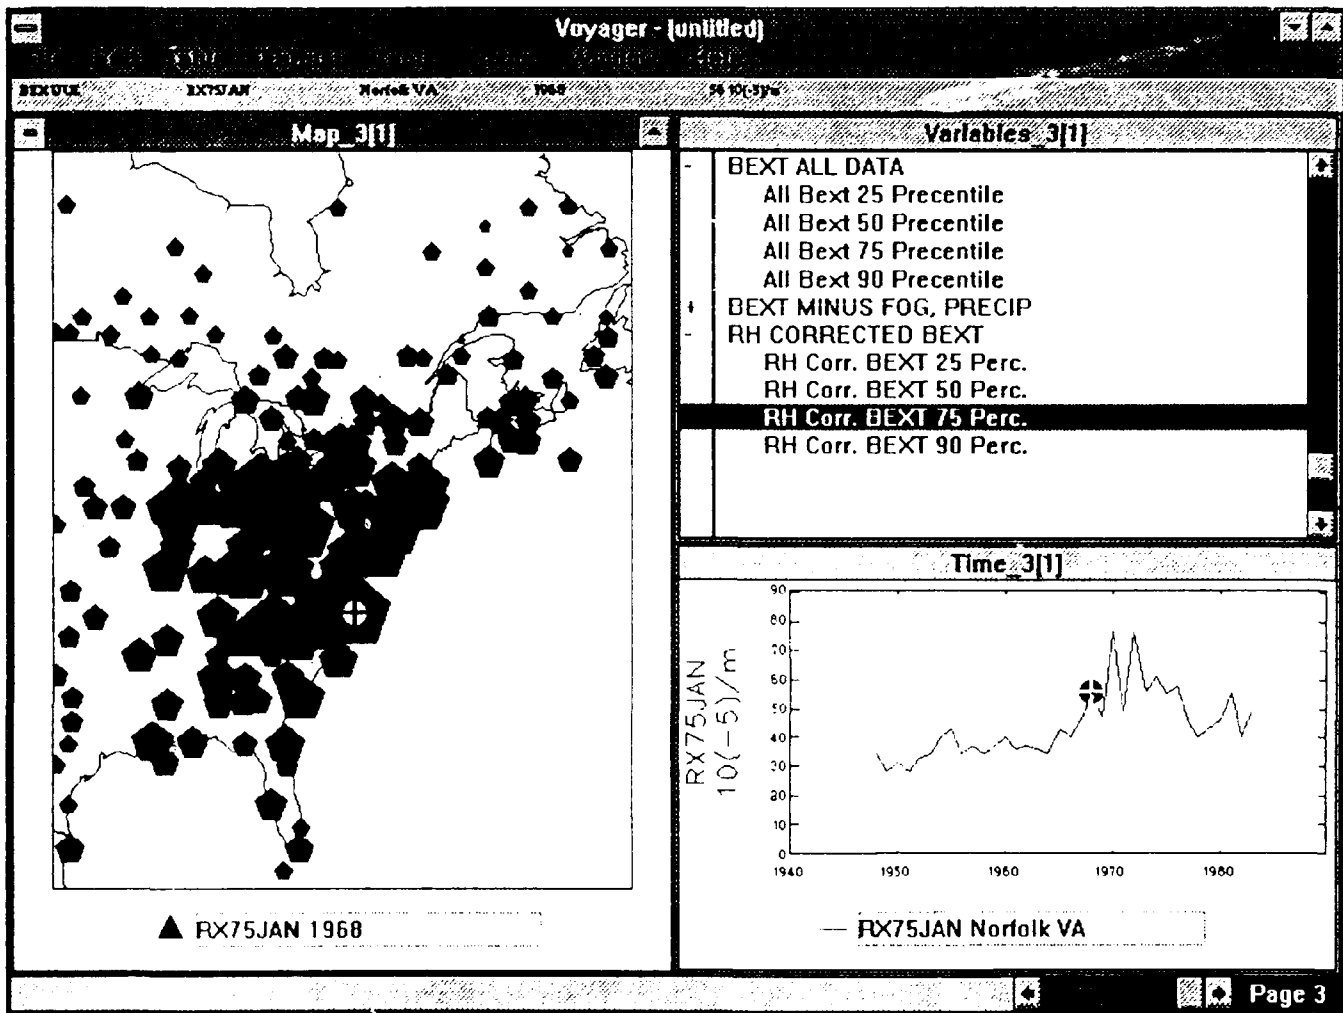 Voyager - [untitled]
RX75JAN Norfolk VA 1968
Map_3[1]
RX75JAN 1968
Variables_3[1]
- BEXT ALL DATA
All Bext 25 Precentile
All Bext 50 Precentile
All Bext 75 Precentile
All Bext 90 Precentile
+ BEXT MINUS FOG, PRECIP
- RH CORRECTED BEXT
RH Corr. BEXT 25 Perc.
RH Corr. BEXT 50 Perc.
RH Corr. BEXT 75 Perc.
RH Corr. BEXT 90 Perc.
Time_3[1]
RX75JAN
10(-5)/m
90
80
70
60
50
40
30
20
10
0
1940 1950 1960 1970 1980
RX75JAN Norfolk VA
Page 3